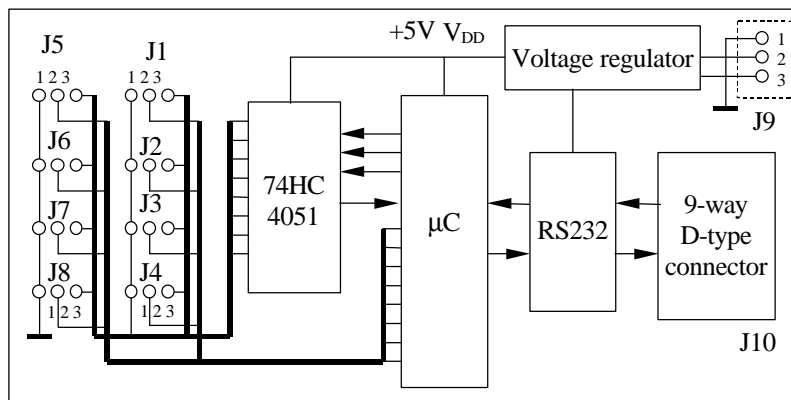 +5V V_DD
J5 J1
1 2 3 1 2 3
Voltage regulator
1
2
3
J9
J6 J2
74HC
4051
J7 J3
µC
RS232
9-way
D-type
connector
J8 J4
1 2 3 1 2 3
J10